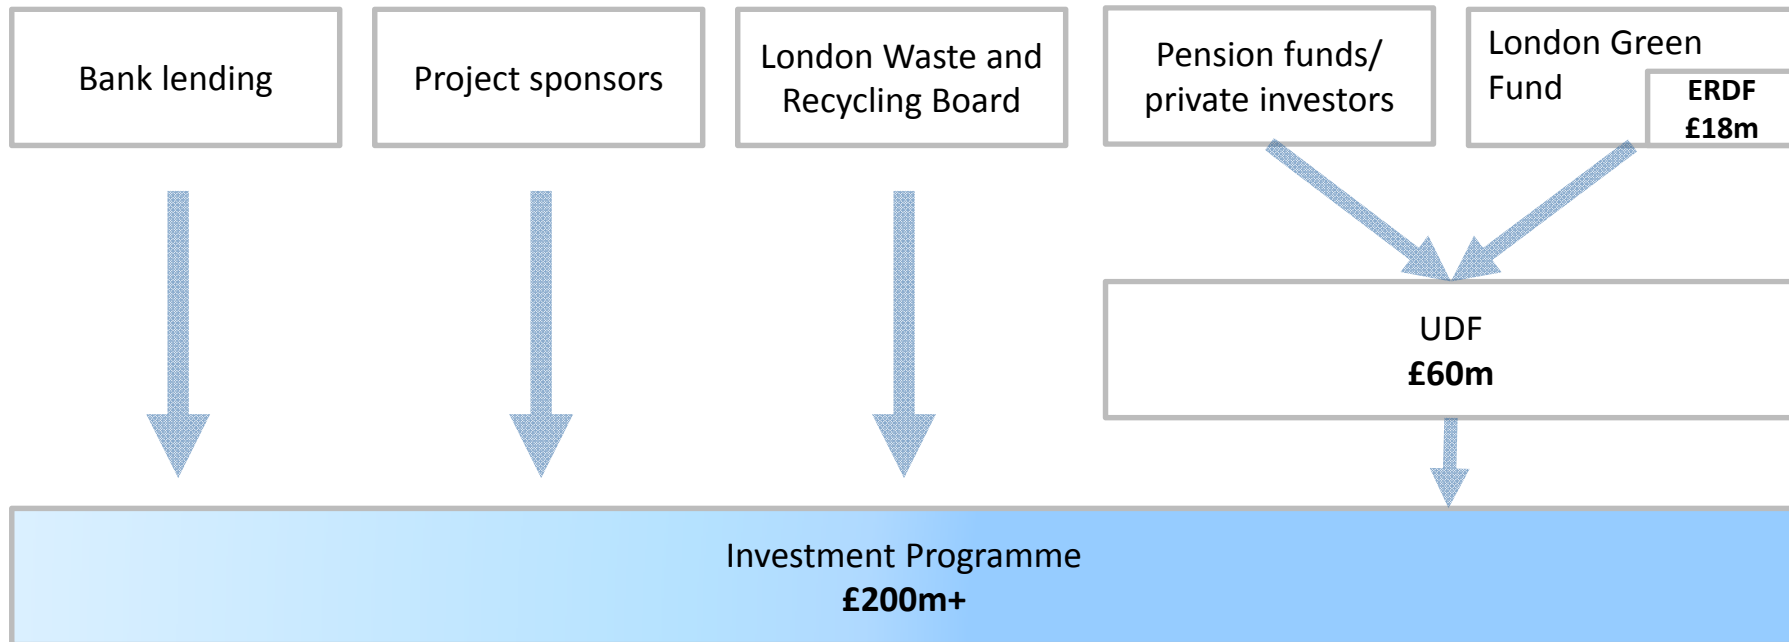 Bank lending
Project sponsors
London Waste and
Recycling Board
Pension funds/
private investors
London Green
Fund
ERDF
£18m
UDF
£60m
Investment Programme
£200m+